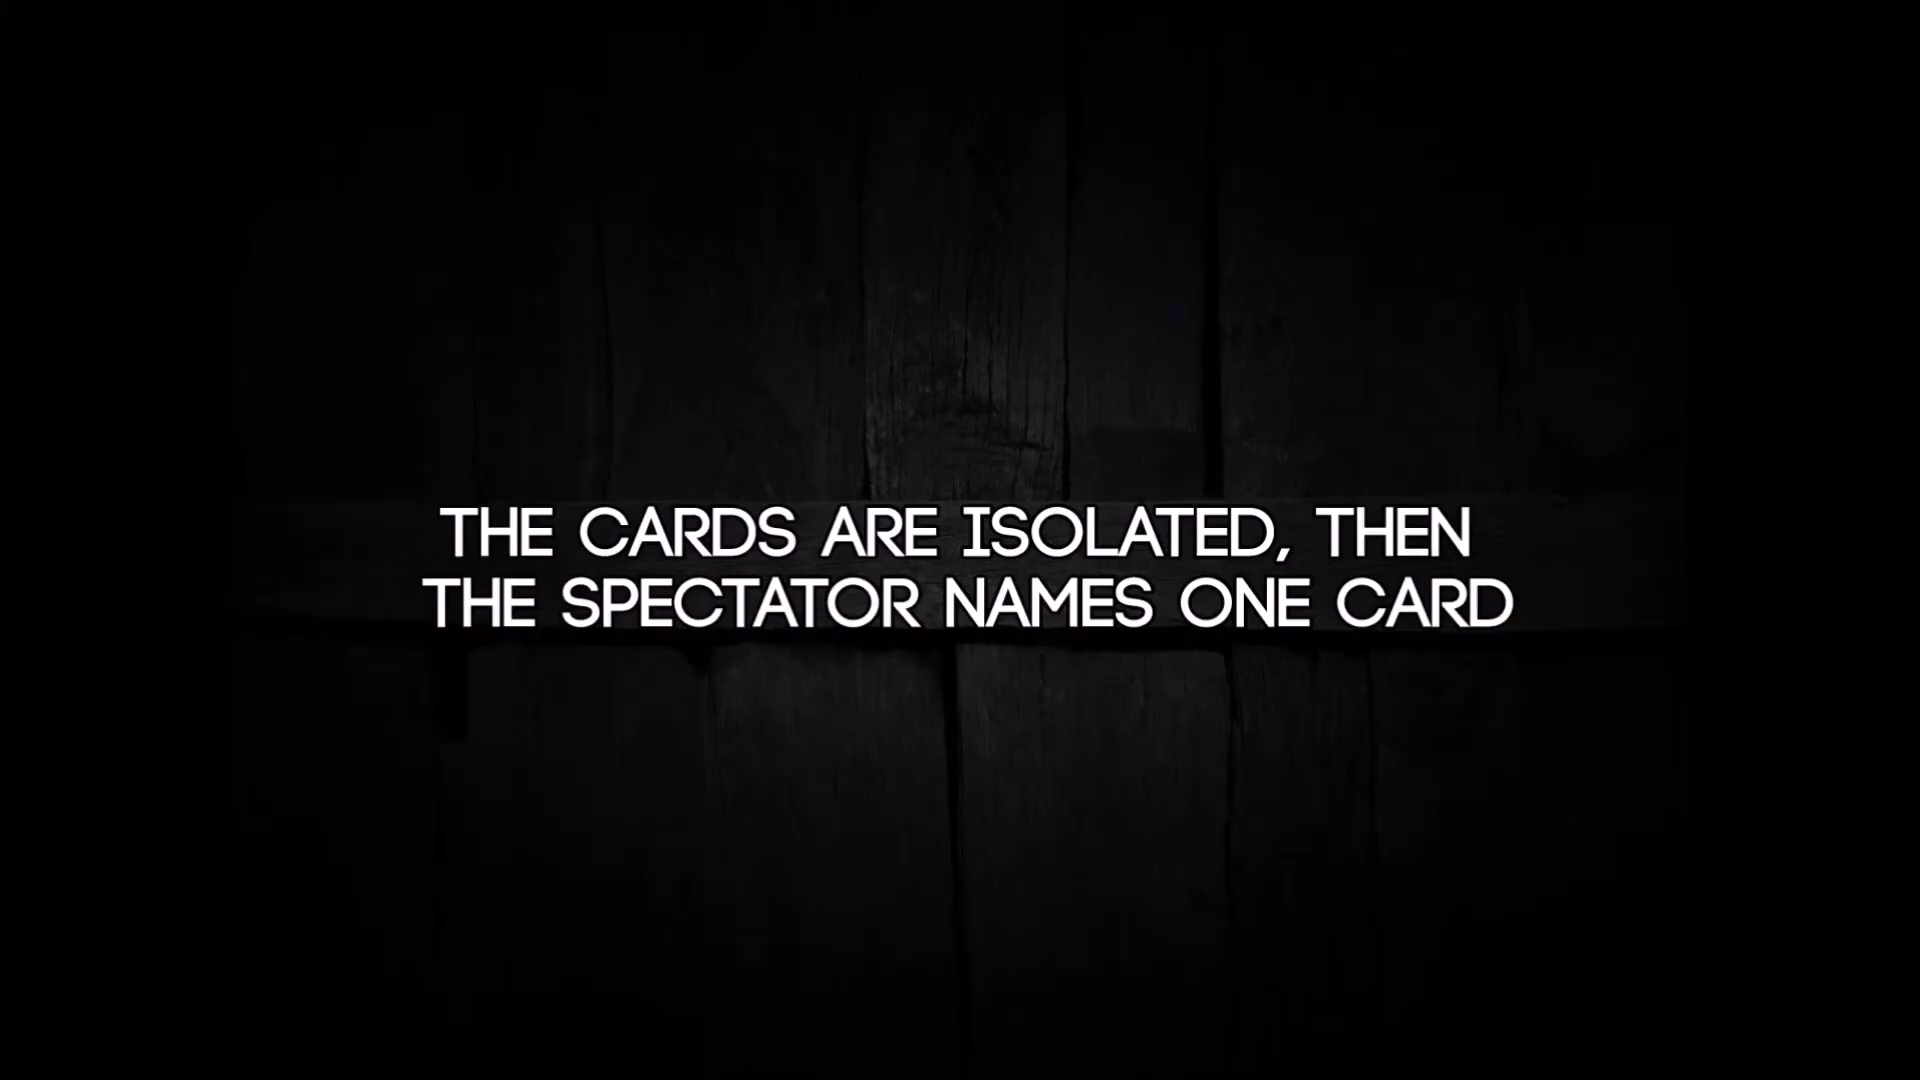 THE CARDS ARE ISOLATED, THEN
THE SPECTATOR NAMES ONE CARD